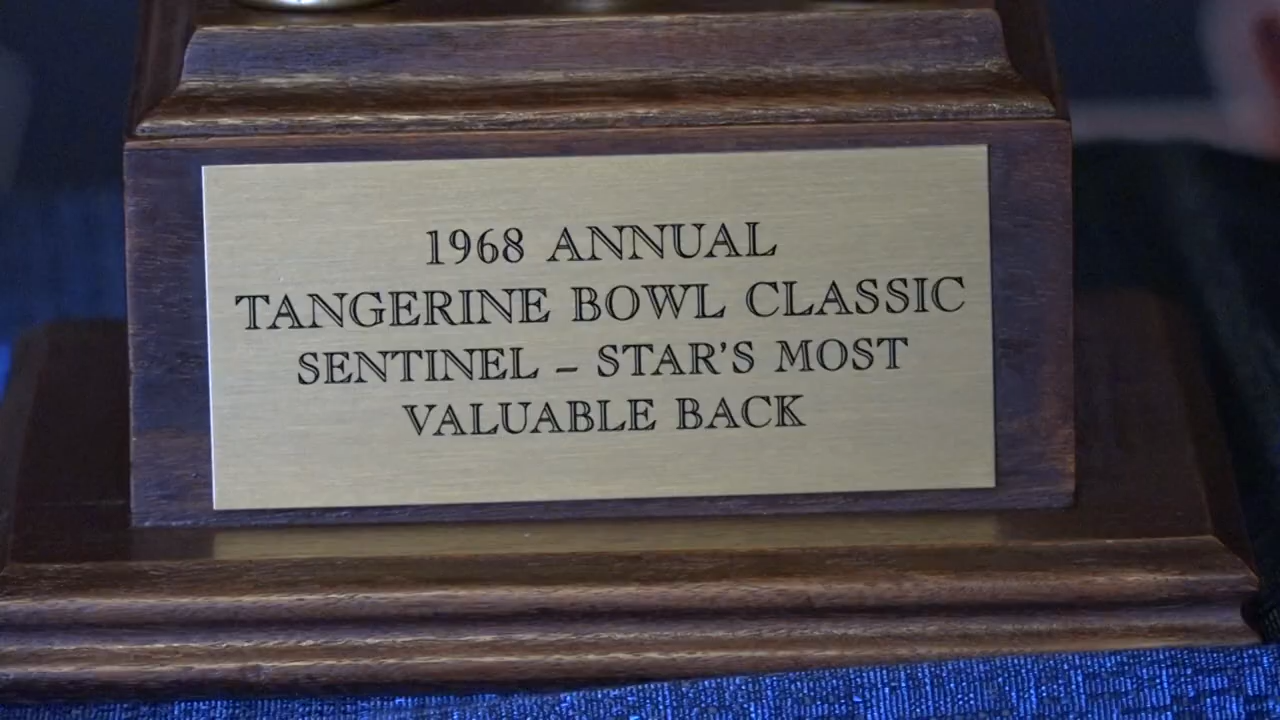 1968 ANNUAL
TANGERINE BOWL CLASSIC
SENTINEL – STAR'S MOST
VALUABLE BACK